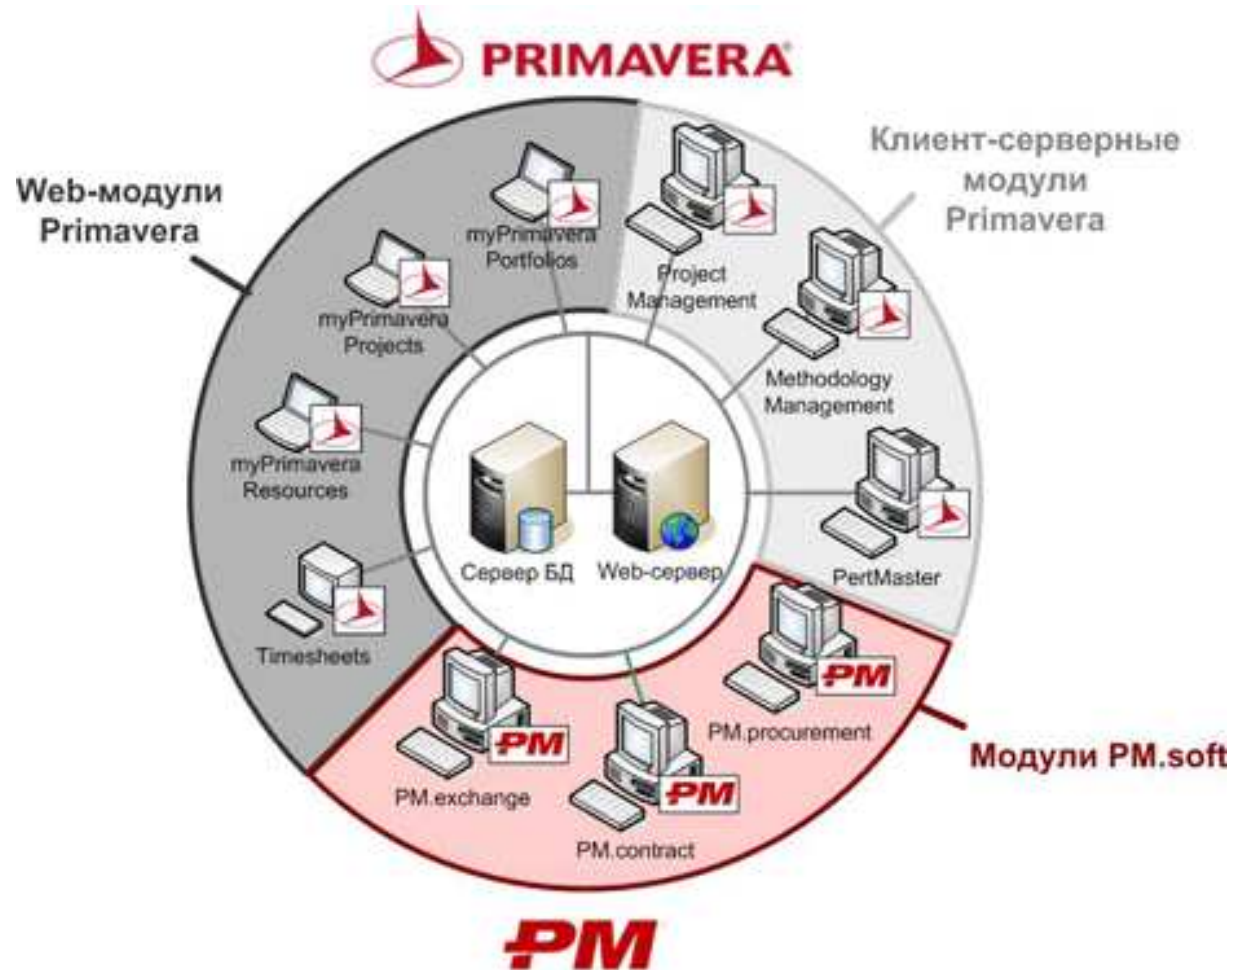 PRIMAVERA
Клиент-серверные
модули
Primavera
Web-модули
Primavera
myPrimavera
Portfolios
Project
Management
myPrimavera
Projects
Methodology
Management
myPrimavera
Resources
Сервер БД
Web-сервер
PertMaster
Timesheets
PM
PM.procurement
PM
PM.exchange
PM
PM.contract
Модули PM.soft
PM